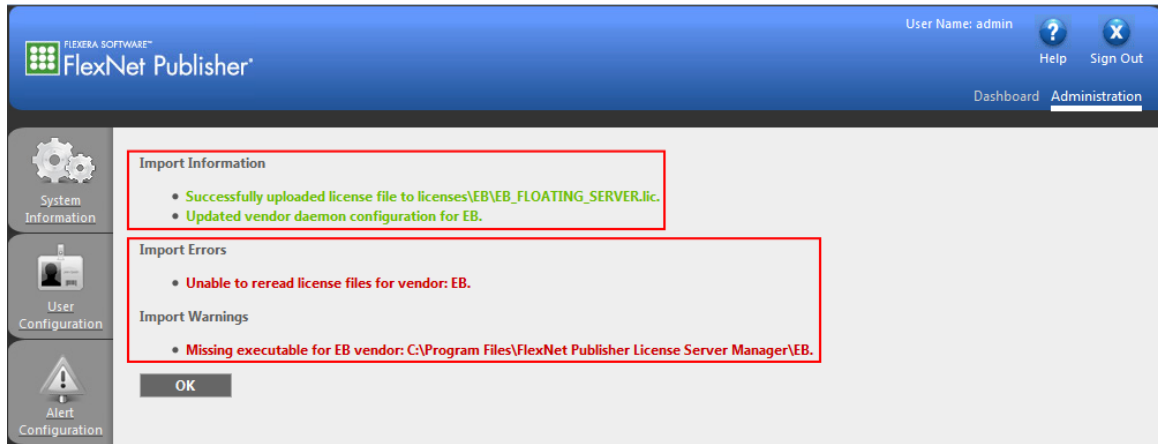 User Name: admin
FLEXERA SOFTWARE™
FlexNet Publisher®
Help Sign Out
Dashboard Administration
System
Information
User
Configuration
Alert
Configuration
Import Information
• Successfully uploaded license file to licenses\EB\EB_FLOATING_SERVER.lic.
• Updated vendor daemon configuration for EB.
Import Errors
• Unable to reread license files for vendor: EB.
Import Warnings
• Missing executable for EB vendor: C:\Program Files\FlexNet Publisher License Server Manager\EB.
OK